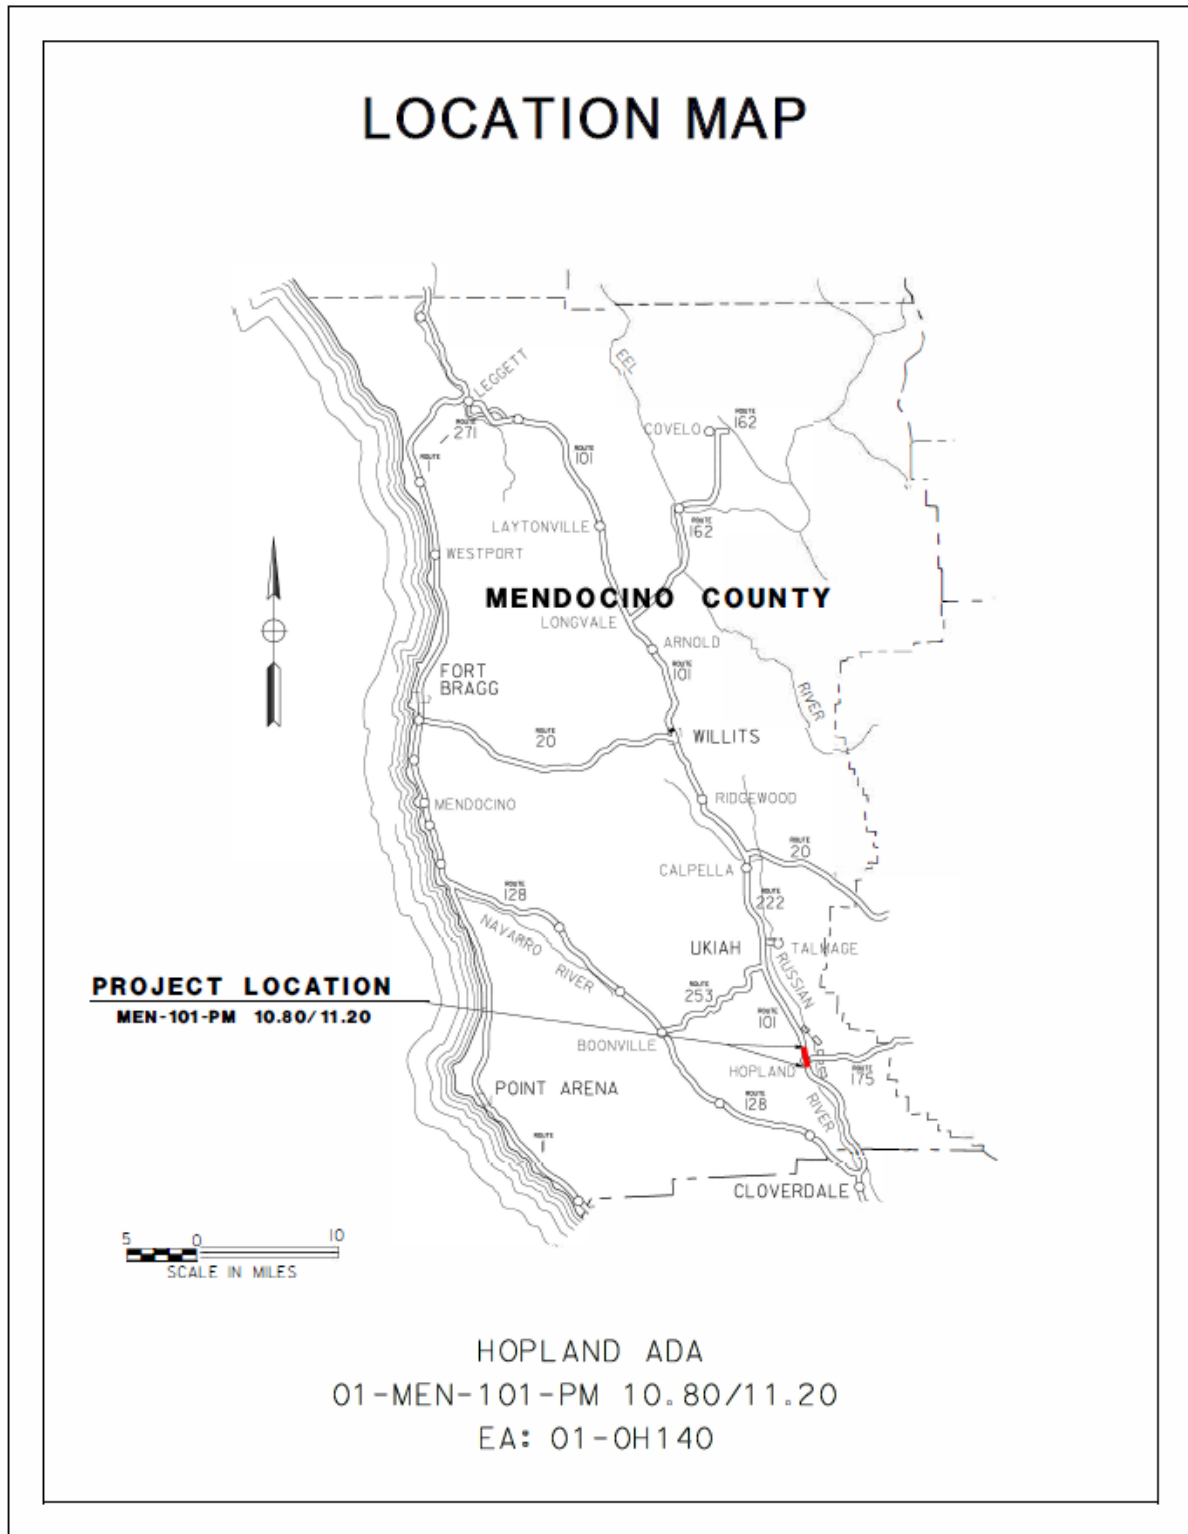 LOCATION MAP
LEGGETT
EEL
ROUTE
271
ROUTE
1
ROUTE
101
COVELO
ROUTE
162
LAYTONVILLE
ROUTE
162
WESTPORT
MENDOCINO COUNTY
LONGVALE
ARNOLD
ROUTE
101
FORT
BRAGG
RIVER
ROUTE
20
WILLITS
MENDOCINO
RIDGEWOOD
ROUTE
20
CALPELLA
ROUTE
128
ROUTE
222
NAVARRO
RIVER
UKIAH
TALMAGE
RUSSIAN
PROJECT LOCATION
MEN-101-PM 10.80/11.20
ROUTE
253
ROUTE
101
BOONVILLE
HOPLAND
ROUTE
175
POINT ARENA
ROUTE
128
RIVER
ROUTE
1
CLOVERDALE
5 0 10
SCALE IN MILES
HOPLAND ADA
01-MEN-101-PM 10.80/11.20
EA: 01-0H140